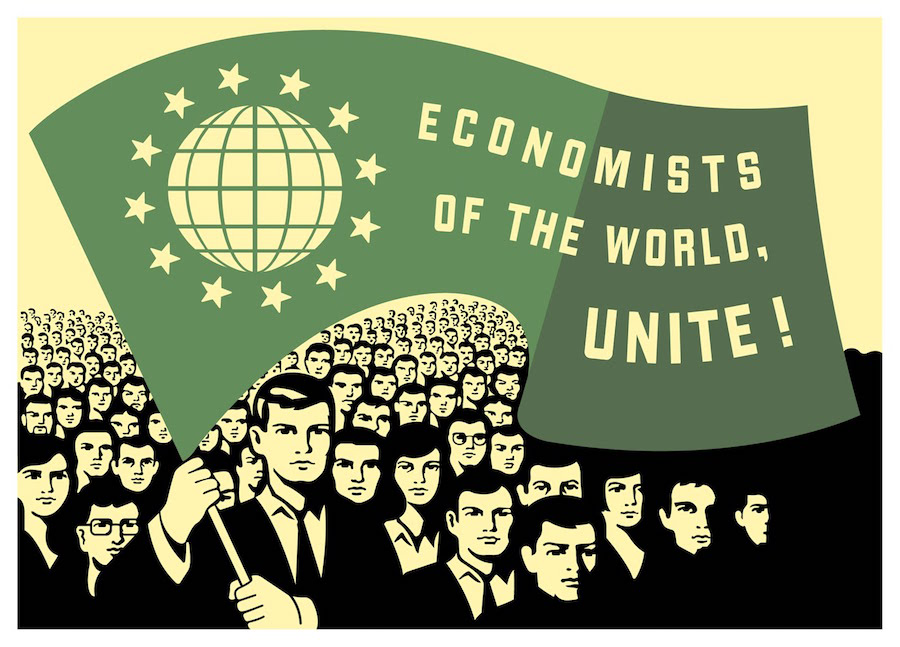 ECONOMISTS
OF THE WORLD,
UNITE!